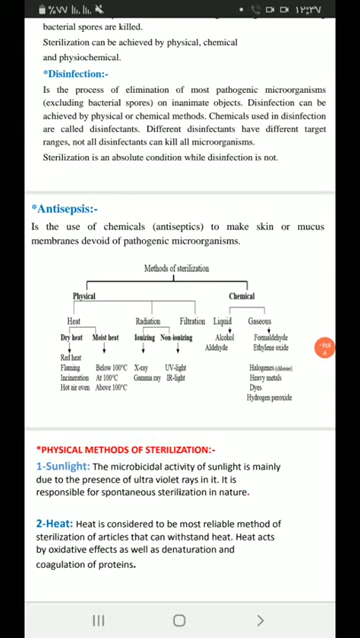 %٧٧
١٢:٣٧
bacterial spores are killed.
Sterilization can be achieved by physical, chemical
and physiochemical.
*Disinfection:-
Is the process of elimination of most pathogenic microorganisms
(excluding bacterial spores) on inanimate objects. Disinfection can be
achieved by physical or chemical methods. Chemicals used in disinfection
are called disinfectants. Different disinfectants have different target
ranges, not all disinfectants can kill all microorganisms.
Sterilization is an absolute condition while disinfection is not.
*Antisepsis:-
Is the use of chemicals (antiseptics) to make skin or mucus
membranes devoid of pathogenic microorganisms.
Methods of sterilization
Physical Chemical
Heat Radiation Filtration Liquid Gaseous
Dry heat Moist heat Ionizing Non-ionizing Alcohol Formaldehyde
Aldehyde Ethylene oxide
Red heat
Flaming Below 100°C X-ray UV-light Halogenes (chlorine)
Incineration At 100°C Gamma ray IR-light Heavy metals
Hot air oven Above 100°C Dyes
Hydrogen peroxide
*PHYSICAL METHODS OF STERILIZATION:-
1-Sunlight: The microbicidal activity of sunlight is mainly
due to the presence of ultra violet rays in it. It is
responsible for spontaneous sterilization in nature.
2-Heat: Heat is considered to be most reliable method of
sterilization of articles that can withstand heat. Heat acts
by oxidative effects as well as denaturation and
coagulation of proteins.